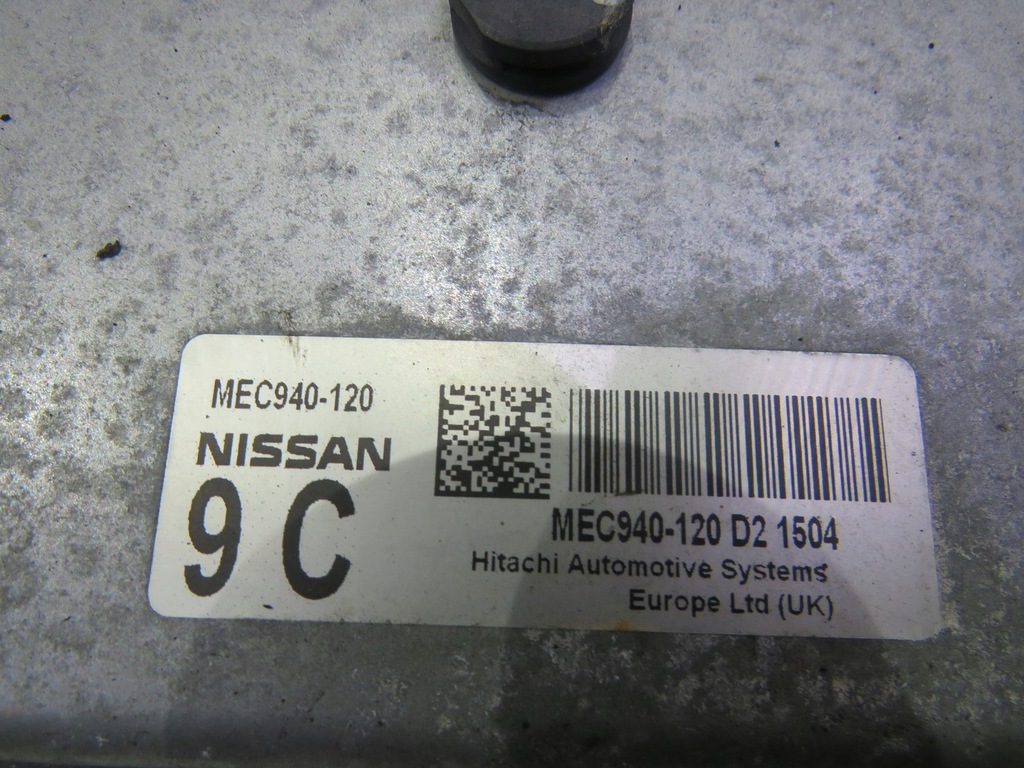 MEC940-120
NISSAN
9 C
MEC940-120 D2 1504
Hitachi Automotive Systems
Europe Ltd (UK)